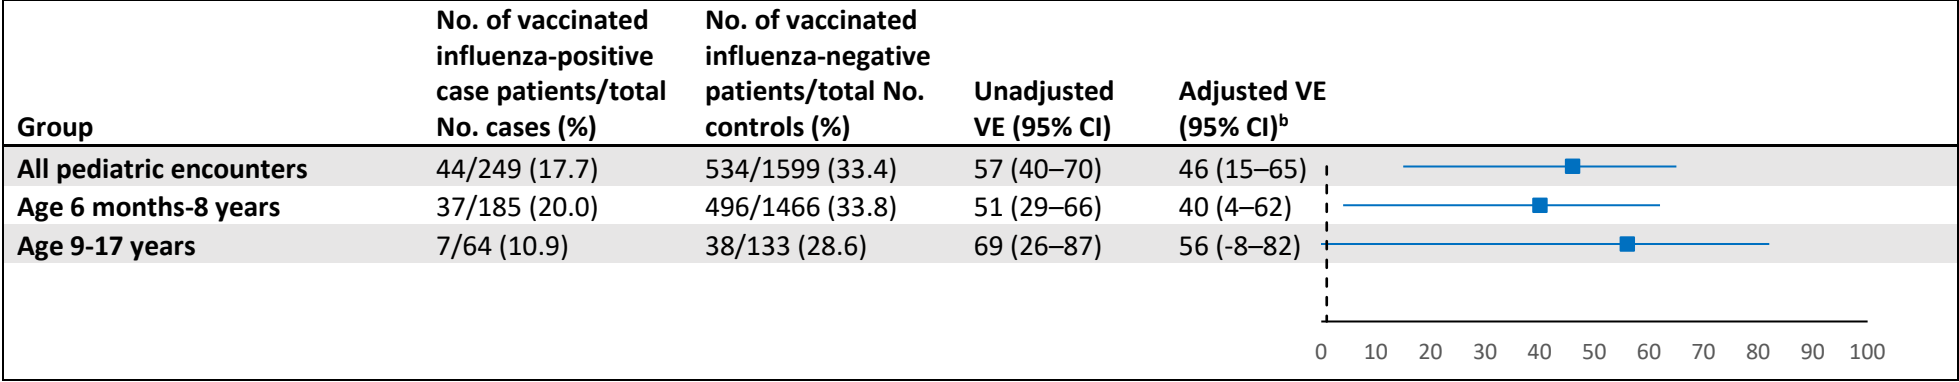 No. of vaccinated No. of vaccinated
influenza-positive influenza-negative
case patients/total patients/total No. Unadjusted Adjusted VE
Group No. cases (%) controls (%) VE (95% CI) (95% CI)ᵇ
All pediatric encounters 44/249 (17.7) 534/1599 (33.4) 57 (40–70) 46 (15–65)
Age 6 months-8 years 37/185 (20.0) 496/1466 (33.8) 51 (29–66) 40 (4–62)
Age 9-17 years 7/64 (10.9) 38/133 (28.6) 69 (26–87) 56 (-8–82)
0 10 20 30 40 50 60 70 80 90 100